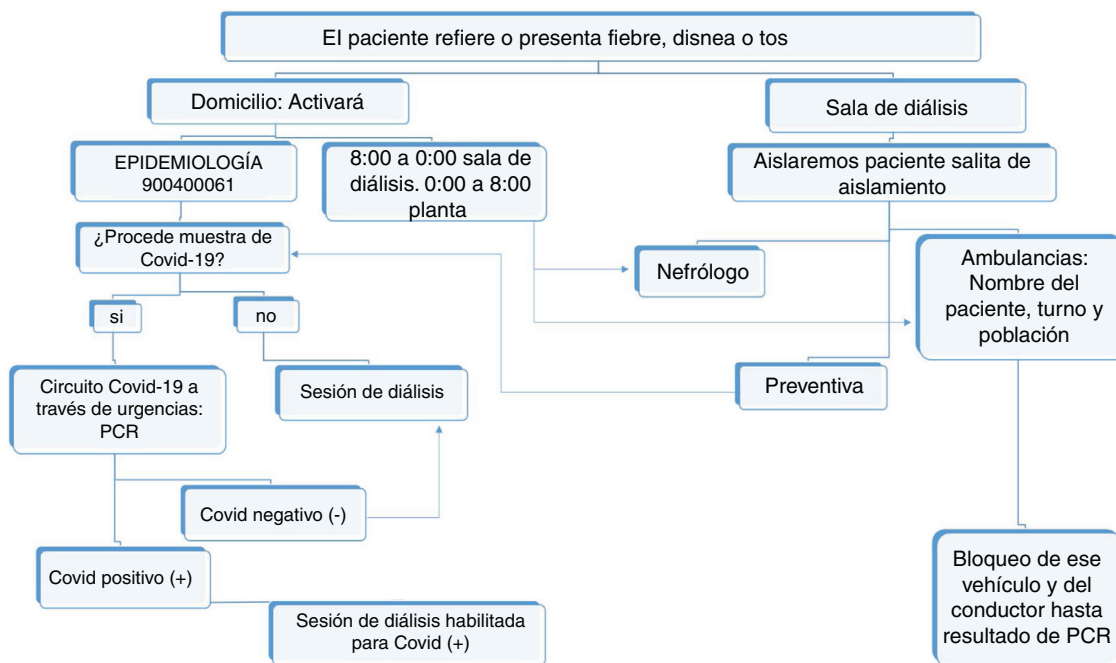 El paciente refiere o presenta fiebre, disnea o tos
Domicilio: Activará
Sala de diálisis
EPIDEMIOLOGÍA
900400061
8:00 a 0:00 sala de
diálisis. 0:00 a 8:00
planta
Aislaremos paciente salita de
aislamiento
¿Procede muestra de
Covid-19?
Nefrólogo
Ambulancias:
Nombre del
paciente, turno y
población
si
no
Circuito Covid-19 a
través de urgencias:
PCR
Sesión de diálisis
Preventiva
Covid negativo (-)
Covid positivo (+)
Sesión de diálisis habilitada
para Covid (+)
Bloqueo de ese
vehículo y del
conductor hasta
resultado de PCR